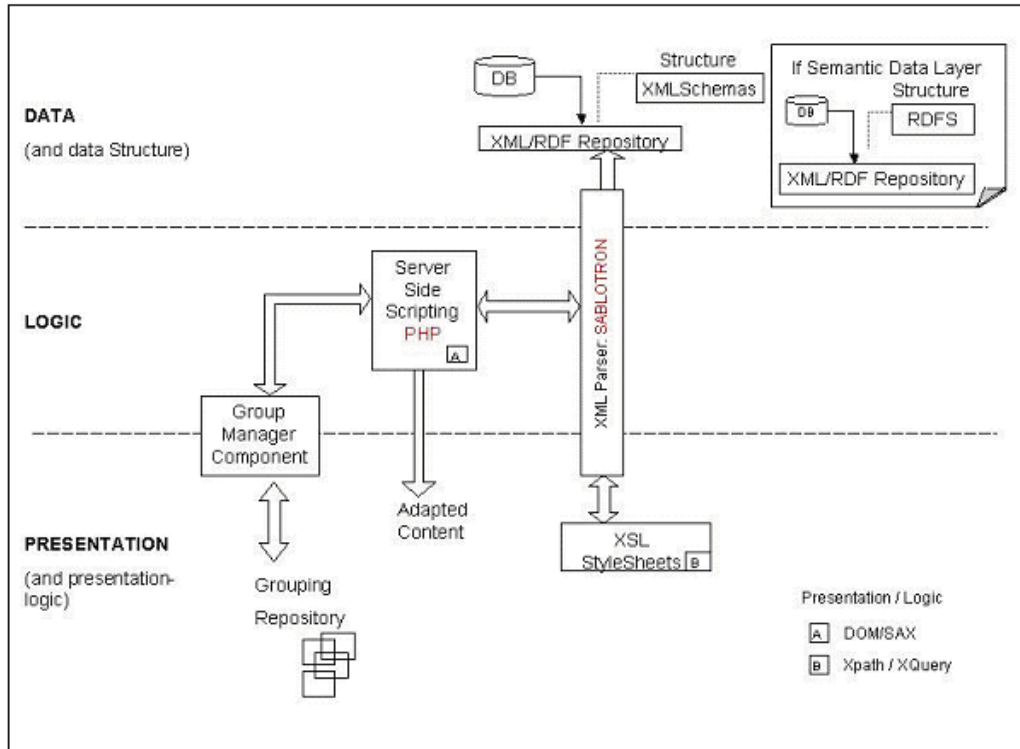 DATA
(and data Structure)
DB
Structure
XMLSchemas
XML/RDF Repository
If Semantic Data Layer
Structure
DB
RDFS
XML/RDF Repository
LOGIC
Server
Side
Scripting
PHP
A
XML Parser: SABLOTRON
Group
Manager
Component
Adapted
Content
PRESENTATION
(and presentation-
logic)
XSL
StyleSheets
B
Grouping
Repository
Presentation / Logic
A DOM/SAX
B Xpath / XQuery